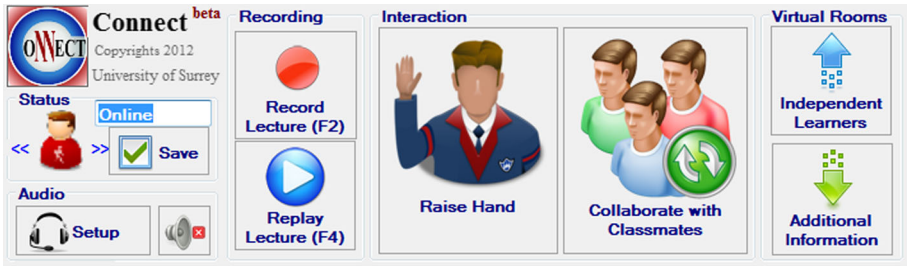 ONNECT
Connect beta
Copyrights 2012
University of Surrey
Status
Online
<<
>>
Save
Audio
Setup
Recording
Record
Lecture (F2)
Replay
Lecture (F4)
Interaction
Raise Hand
Collaborate with
Classmates
Virtual Rooms
Independent
Learners
Additional
Information